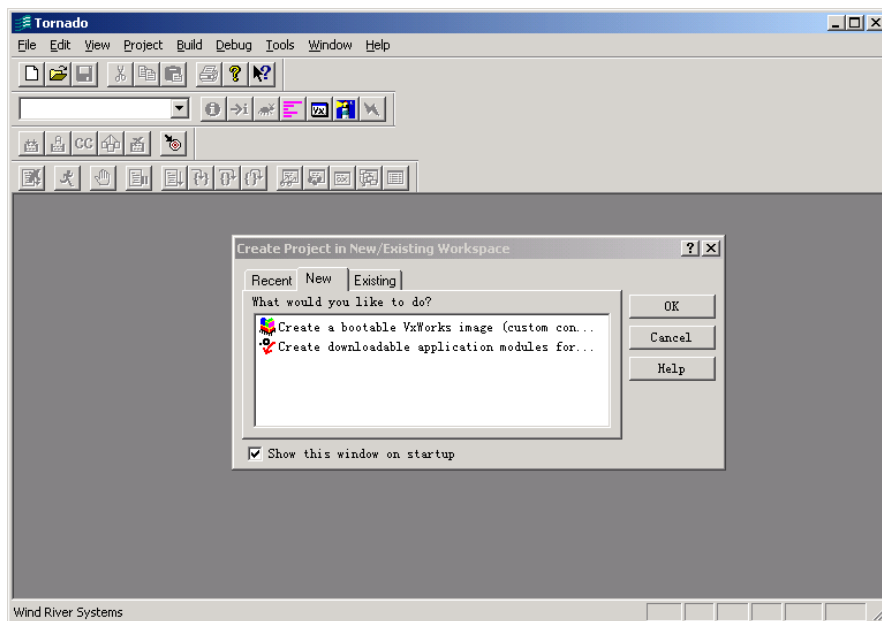 Tornado
File Edit View Project Build Debug Tools Window Help
Create Project in New/Existing Workspace
Recent New Existing
What would you like to do?
Create a bootable VxWorks image (custom con...
Create downloadable application modules for...
OK
Cancel
Help
Show this window on startup
Wind River Systems